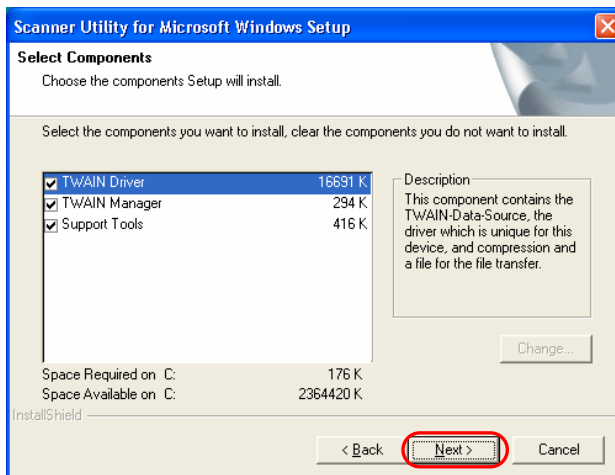 Scanner Utility for Microsoft Windows Setup
Select Components
Choose the components Setup will install.
Select the components you want to install, clear the components you do not want to install.
TWAIN Driver 16691 K
TWAIN Manager 294 K
Support Tools 416 K
Description
This component contains the
TWAIN-Data-Source, the
driver which is unique for this
device, and compression and
a file for the file transfer.
Change...
Space Required on C: 176 K
Space Available on C: 2364420 K
InstallShield
< Back Next > Cancel